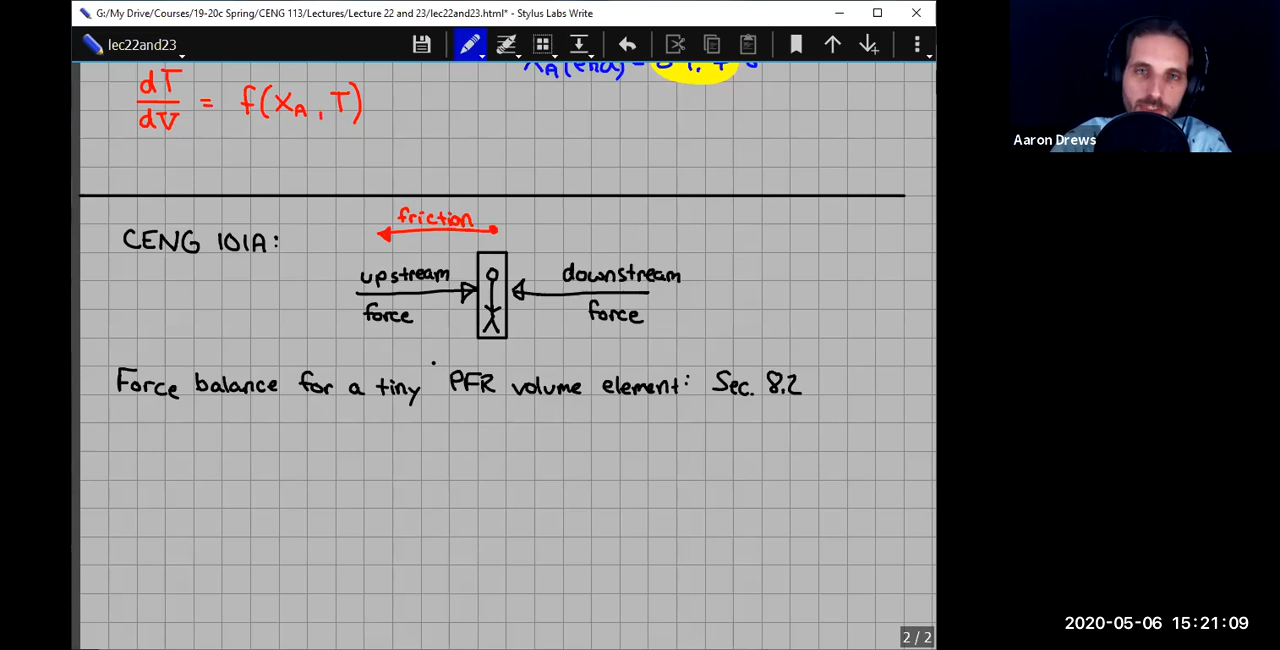 G:/My Drive/Courses/19-20c Spring/CENG 113/Lectures/Lecture 22 and 23/lec22and23.html* - Stylus Labs Write
lec22and23
dT/dV = f(XA, T)
CENG 101A:
friction
upstream force
downstream force
Force balance for a tiny PFR volume element: Sec. 8.2
2 / 2
Aaron Drews
2020-05-06 15:21:09